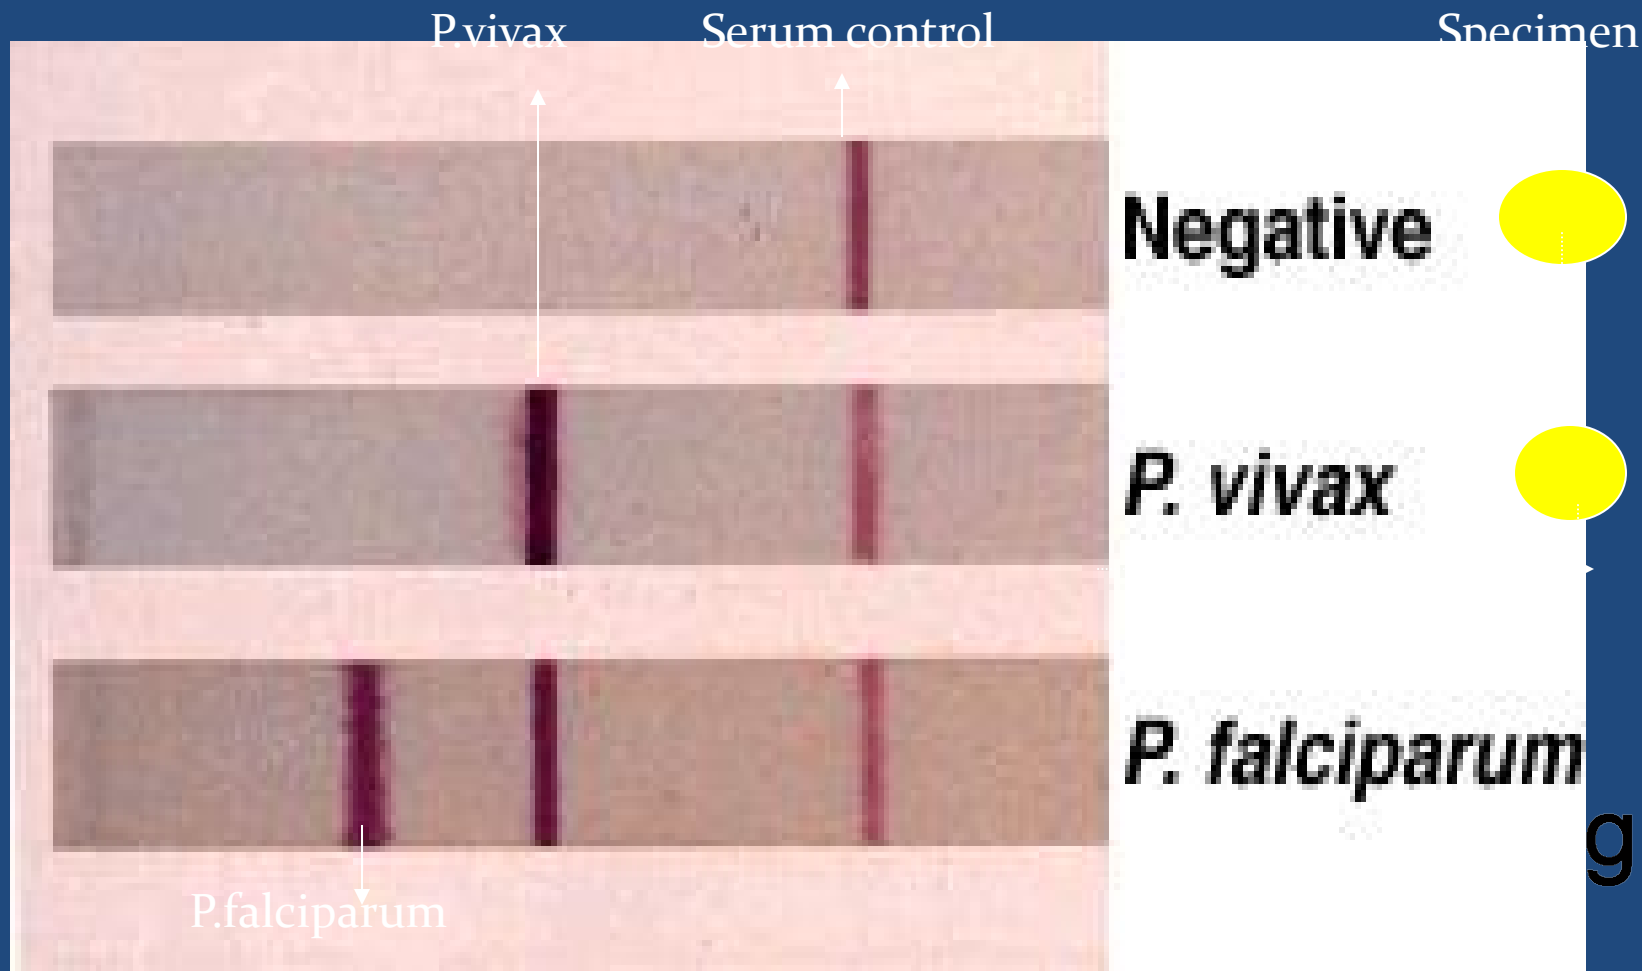 P.vivax
Serum control
Specimen
Negative
P. vivax
P. falciparum
g
P.falciparum